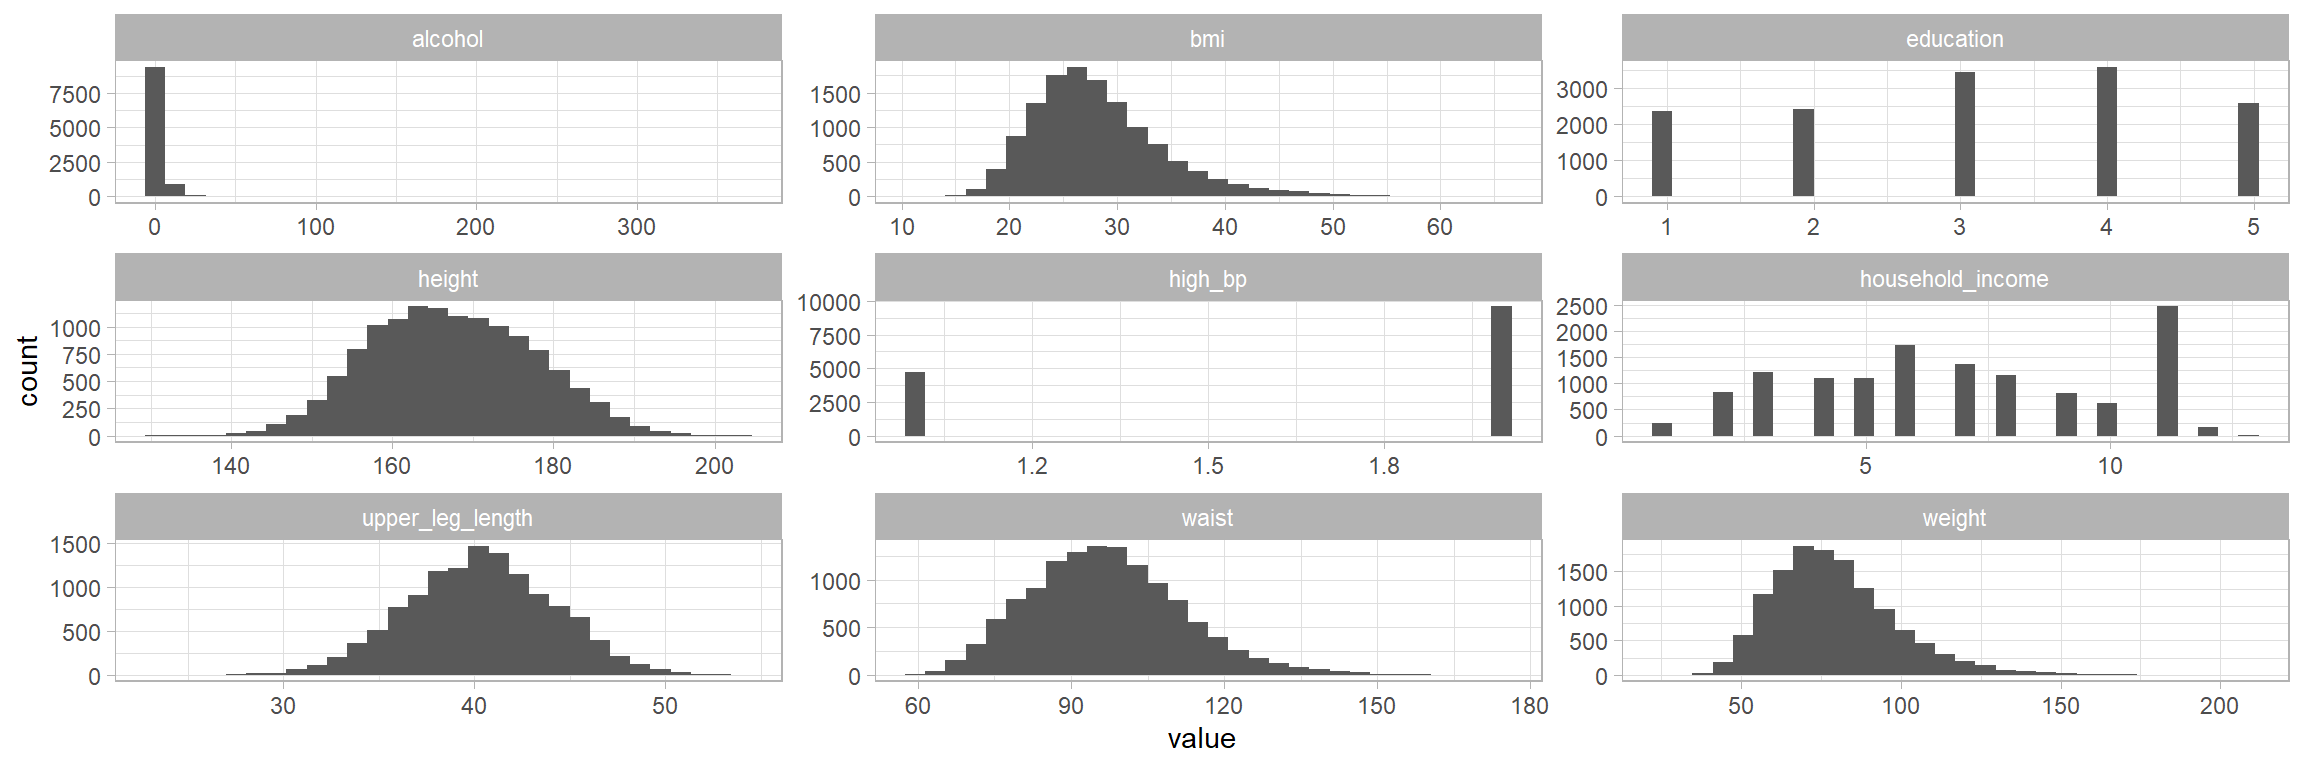 alcohol
bmi
education
7500
5000
2500
0
0 100 200 300
1500
1000
500
0
10 20 30 40 50 60
3000
2000
1000
0
1 2 3 4 5
height
high_bp
household_income
1000
750
500
250
0
140 160 180 200
10000
7500
5000
2500
0
1.2 1.5 1.8
2500
2000
1500
1000
500
0
5 10
count
upper_leg_length
waist
weight
1500
1000
500
0
30 40 50
1000
500
0
60 90 120 150 180
1500
1000
500
0
50 100 150 200
value